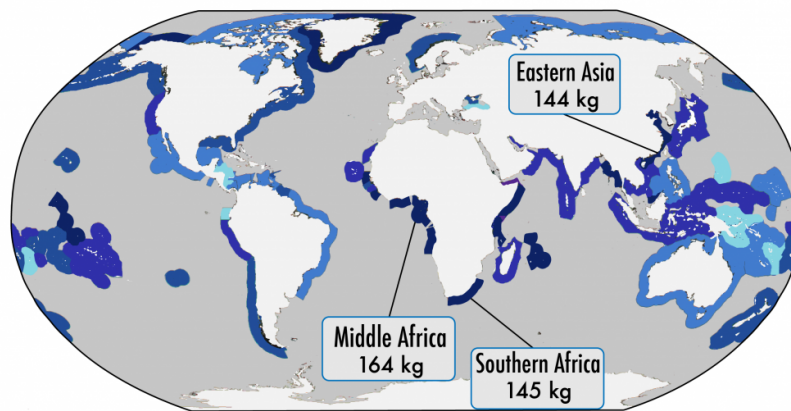 Eastern Asia
144 kg
Middle Africa
164 kg
Southern Africa
145 kg